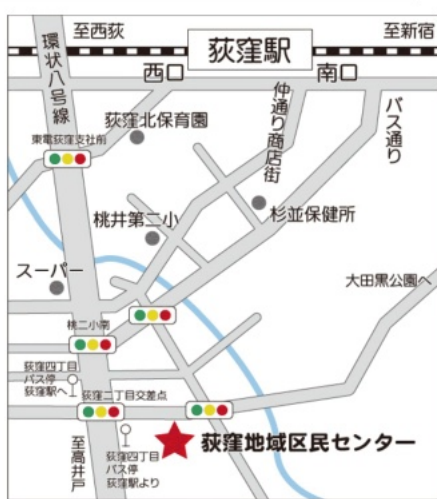 至西荻
至新宿
荻窪駅
西口
南口
環状八号線
仲通り商店街
バス通り
荻窪北保育園
東電荻窪支社前
桃井第二小
杉並保健所
スーパー
大田黒公園へ
桃二小南
荻窪四丁目
バス停
荻窪駅へ
荻窪二丁目交差点
至高井戸
荻窪四丁目
バス停
荻窪駅より
荻窪地域区民センター